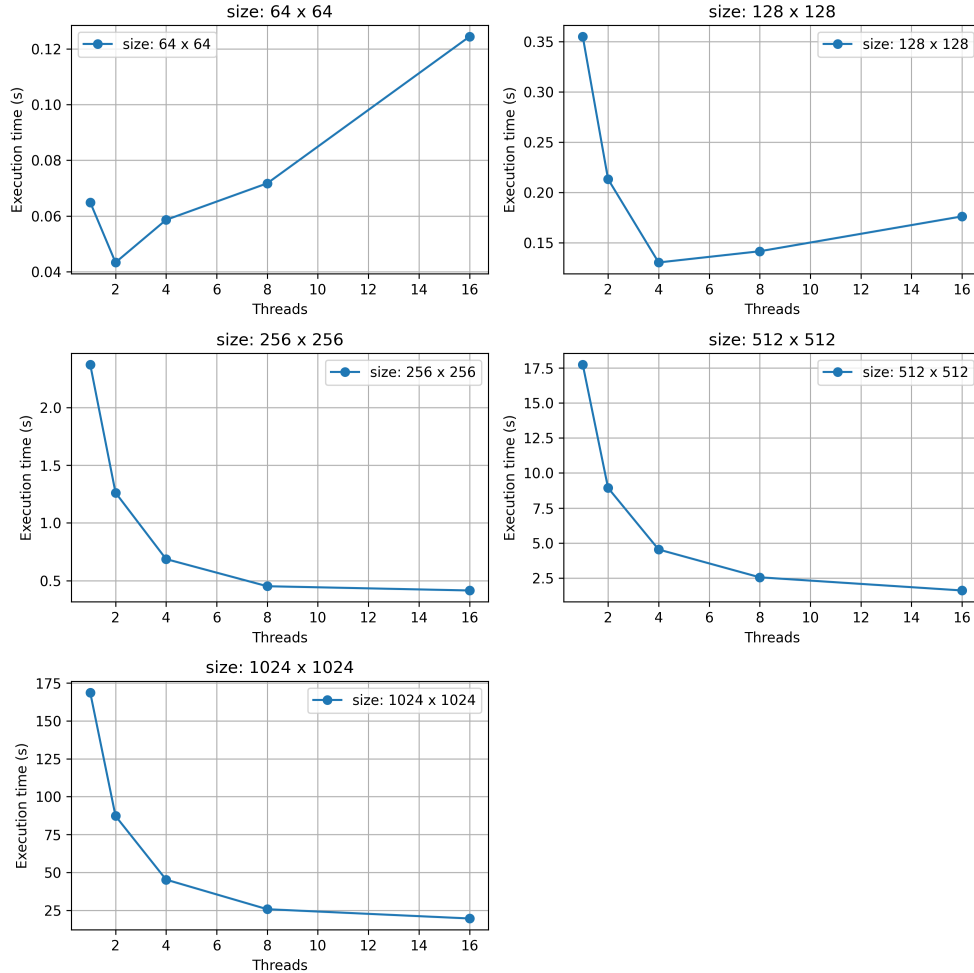 size: 64 x 64
size: 64 x 64
Execution time (s)
0.12
0.10
0.08
0.06
0.04
2 4 6 8 10 12 14 16
Threads
size: 128 x 128
size: 128 x 128
Execution time (s)
0.35
0.30
0.25
0.20
0.15
2 4 6 8 10 12 14 16
Threads
size: 256 x 256
size: 256 x 256
Execution time (s)
2.0
1.5
1.0
0.5
2 4 6 8 10 12 14 16
Threads
size: 512 x 512
size: 512 x 512
Execution time (s)
17.5
15.0
12.5
10.0
7.5
5.0
2.5
2 4 6 8 10 12 14 16
Threads
size: 1024 x 1024
size: 1024 x 1024
Execution time (s)
175
150
125
100
75
50
25
2 4 6 8 10 12 14 16
Threads